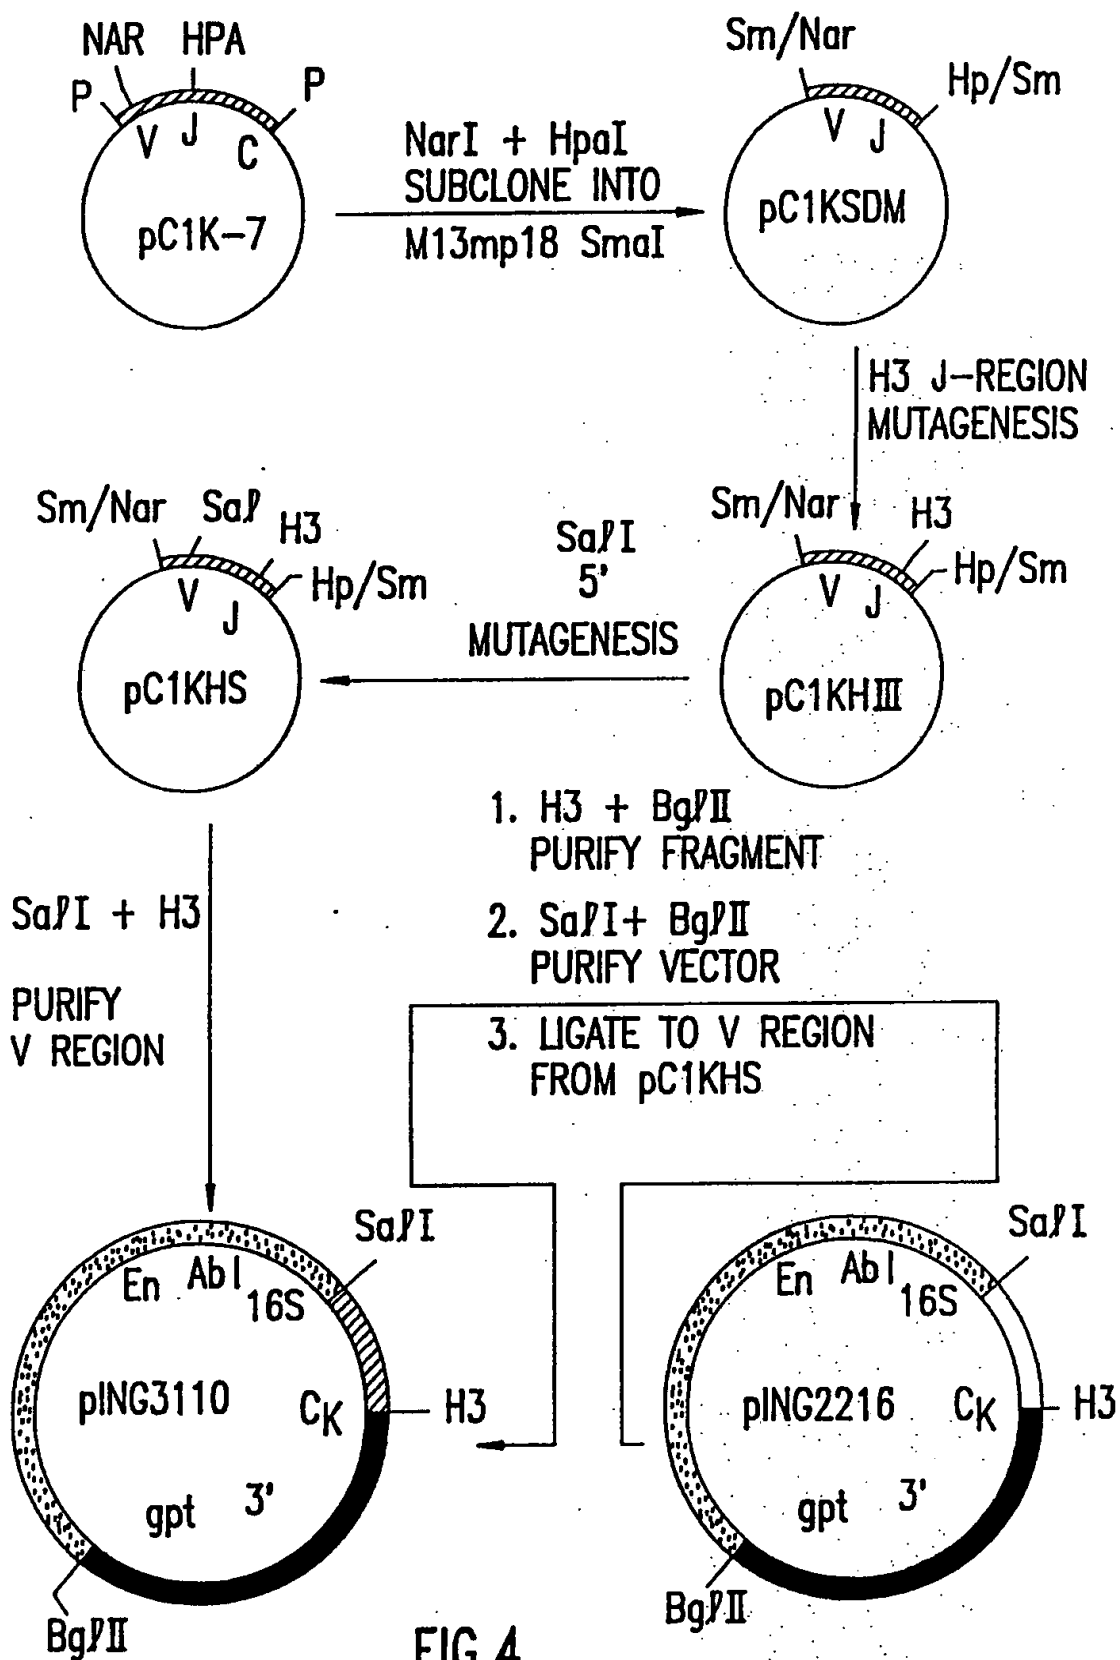 NAR HPA
P P
V J C
pC1K-7
NarI + HpaI
SUBCLONE INTO
M13mp18 SmaI
Sm/Nar
Hp/Sm
V J
pC1KSDM
H3 J-REGION
MUTAGENESIS
Sm/Nar H3
Hp/Sm
V J
pC1KHIII
SalI
5'
MUTAGENESIS
Sm/Nar Sal H3
Hp/Sm
V J
pC1KHS
SalI + H3
PURIFY
V REGION
1. H3 + BglII
PURIFY FRAGMENT
2. SalI+ BglII
PURIFY VECTOR
3. LIGATE TO V REGION
FROM pC1KHS
SalI
En Abl 16S
pING3110 CK H3
gpt 3'
BglII
SalI
En Abl 16S
pING2216 CK H3
gpt 3'
BglII
FIG.4